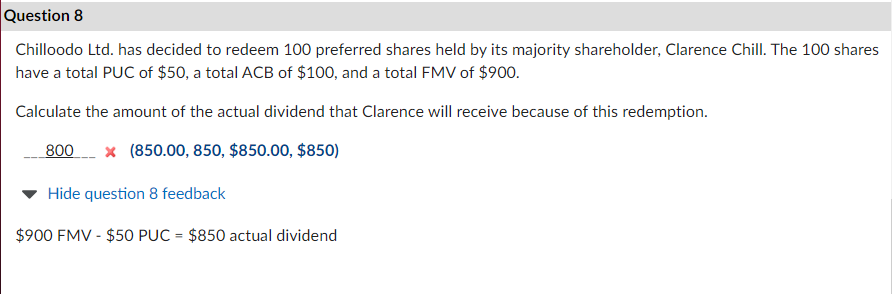 Question 8
Chilloodo Ltd. has decided to redeem 100 preferred shares held by its majority shareholder, Clarence Chill. The 100 shares
have a total PUC of $50, a total ACB of $100, and a total FMV of $900.
Calculate the amount of the actual dividend that Clarence will receive because of this redemption.
___800___ ✗ (850.00, 850, $850.00, $850)
Hide question 8 feedback
$900 FMV - $50 PUC = $850 actual dividend